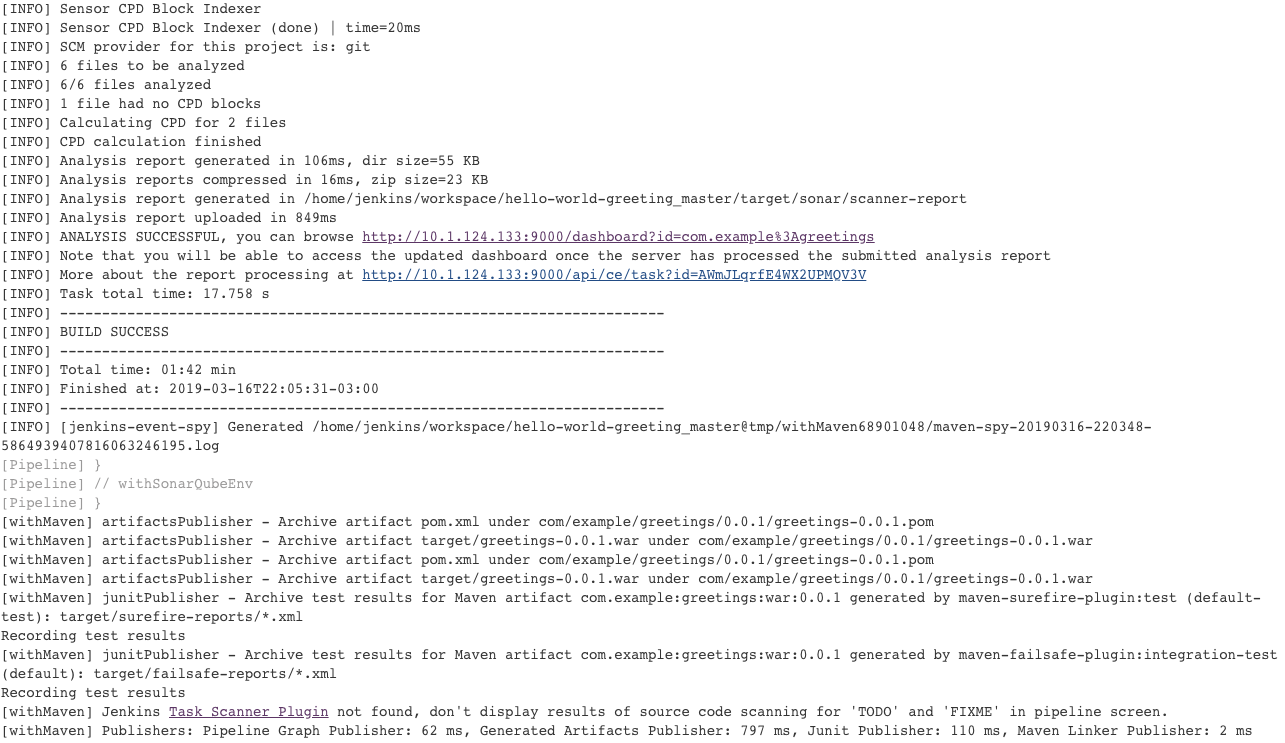 [INFO] Sensor CPD Block Indexer
[INFO] Sensor CPD Block Indexer (done) | time=20ms
[INFO] SCM provider for this project is: git
[INFO] 6 files to be analyzed
[INFO] 6/6 files analyzed
[INFO] 1 file had no CPD blocks
[INFO] Calculating CPD for 2 files
[INFO] CPD calculation finished
[INFO] Analysis report generated in 106ms, dir size=55 KB
[INFO] Analysis reports compressed in 16ms, zip size=23 KB
[INFO] Analysis report generated in /home/jenkins/workspace/hello-world-greeting_master/target/sonar/scanner-report
[INFO] Analysis report uploaded in 849ms
[INFO] ANALYSIS SUCCESSFUL, you can browse http://10.1.124.133:9000/dashboard?id=com.example%3Agreetings
[INFO] Note that you will be able to access the updated dashboard once the server has processed the submitted analysis report
[INFO] More about the report processing at http://10.1.124.133:9000/api/ce/task?id=AWmJLqrfE4WX2UPMQV3V
[INFO] Task total time: 17.758 s
[INFO] ------------------------------------------------------------------------
[INFO] BUILD SUCCESS
[INFO] ------------------------------------------------------------------------
[INFO] Total time: 01:42 min
[INFO] Finished at: 2019-03-16T22:05:31-03:00
[INFO] ------------------------------------------------------------------------
[INFO] [jenkins-event-spy] Generated /home/jenkins/workspace/hello-world-greeting_master@tmp/withMaven68901048/maven-spy-20190316-220348-
5864939407816063246195.log
[Pipeline] }
[Pipeline] // withSonarQubeEnv
[Pipeline] }
[withMaven] artifactsPublisher - Archive artifact pom.xml under com/example/greetings/0.0.1/greetings-0.0.1.pom
[withMaven] artifactsPublisher - Archive artifact target/greetings-0.0.1.war under com/example/greetings/0.0.1/greetings-0.0.1.war
[withMaven] artifactsPublisher - Archive artifact pom.xml under com/example/greetings/0.0.1/greetings-0.0.1.pom
[withMaven] artifactsPublisher - Archive artifact target/greetings-0.0.1.war under com/example/greetings/0.0.1/greetings-0.0.1.war
[withMaven] junitPublisher - Archive test results for Maven artifact com.example:greetings:war:0.0.1 generated by maven-surefire-plugin:test (default-
test): target/surefire-reports/*.xml
Recording test results
[withMaven] junitPublisher - Archive test results for Maven artifact com.example:greetings:war:0.0.1 generated by maven-failsafe-plugin:integration-test
(default): target/failsafe-reports/*.xml
Recording test results
[withMaven] Jenkins Task Scanner Plugin not found, don't display results of source code scanning for 'TODO' and 'FIXME' in pipeline screen.
[withMaven] Publishers: Pipeline Graph Publisher: 62 ms, Generated Artifacts Publisher: 797 ms, Junit Publisher: 110 ms, Maven Linker Publisher: 2 ms